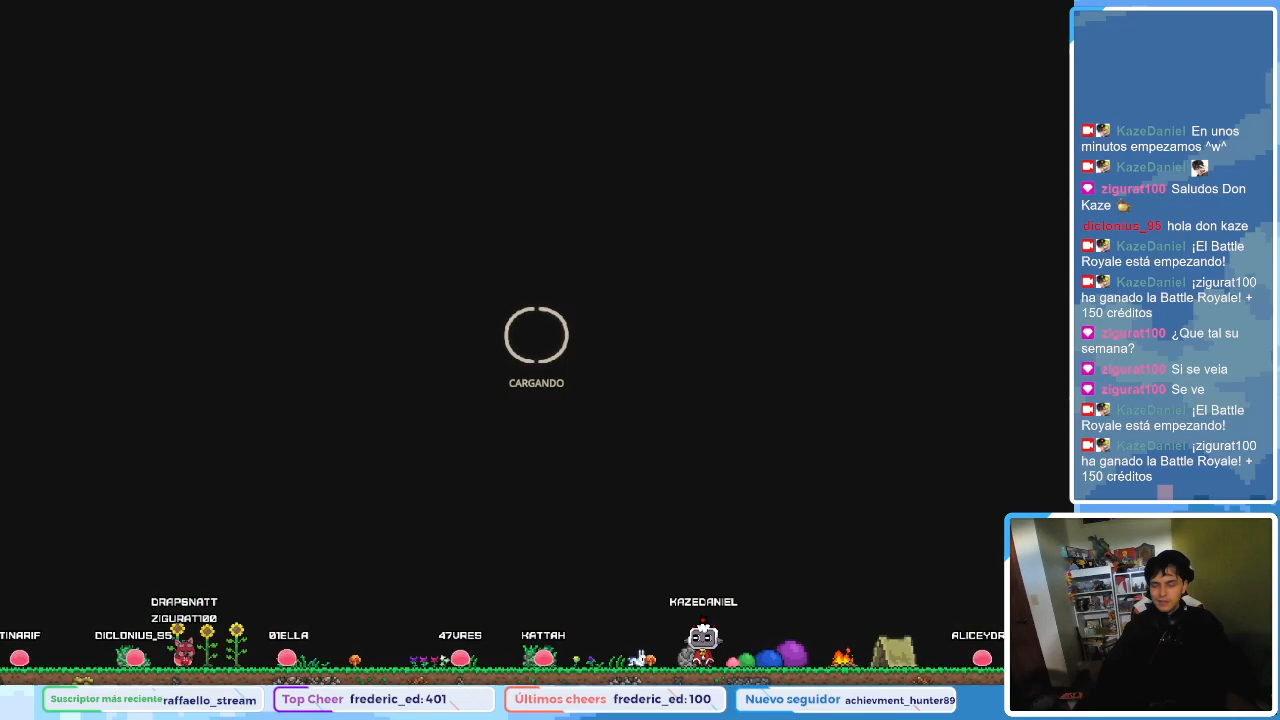 KazeDaniel En unos
minutos empezamos ^w^
KazeDaniel
zigurat100 Saludos Don
Kaze
diclonius_95 hola don kaze
KazeDaniel ¡El Battle
Royale está empezando!
KazeDaniel ¡zigurat100
ha ganado la Battle Royale! +
150 créditos
zigurat100 ¿Que tal su
semana?
zigurat100 Si se veia
zigurat100 Se ve
KazeDaniel ¡El Battle
Royale está empezando!
KazeDaniel ¡zigurat100
ha ganado la Battle Royale! +
150 créditos
CARGANDO
DRAPSNATT
ZIGURAT100
KAZEDANIEL
TINARIF
DICLONIUS_95
0TELLA
47VRES
KATTAH
ALICEYDR
Suscriptor más reciente raffaello_stream
Top Cheer frederic_ed: 401
Últimos cheers frederic_ed: 100
Nuevo seguidor achievment_hunter89